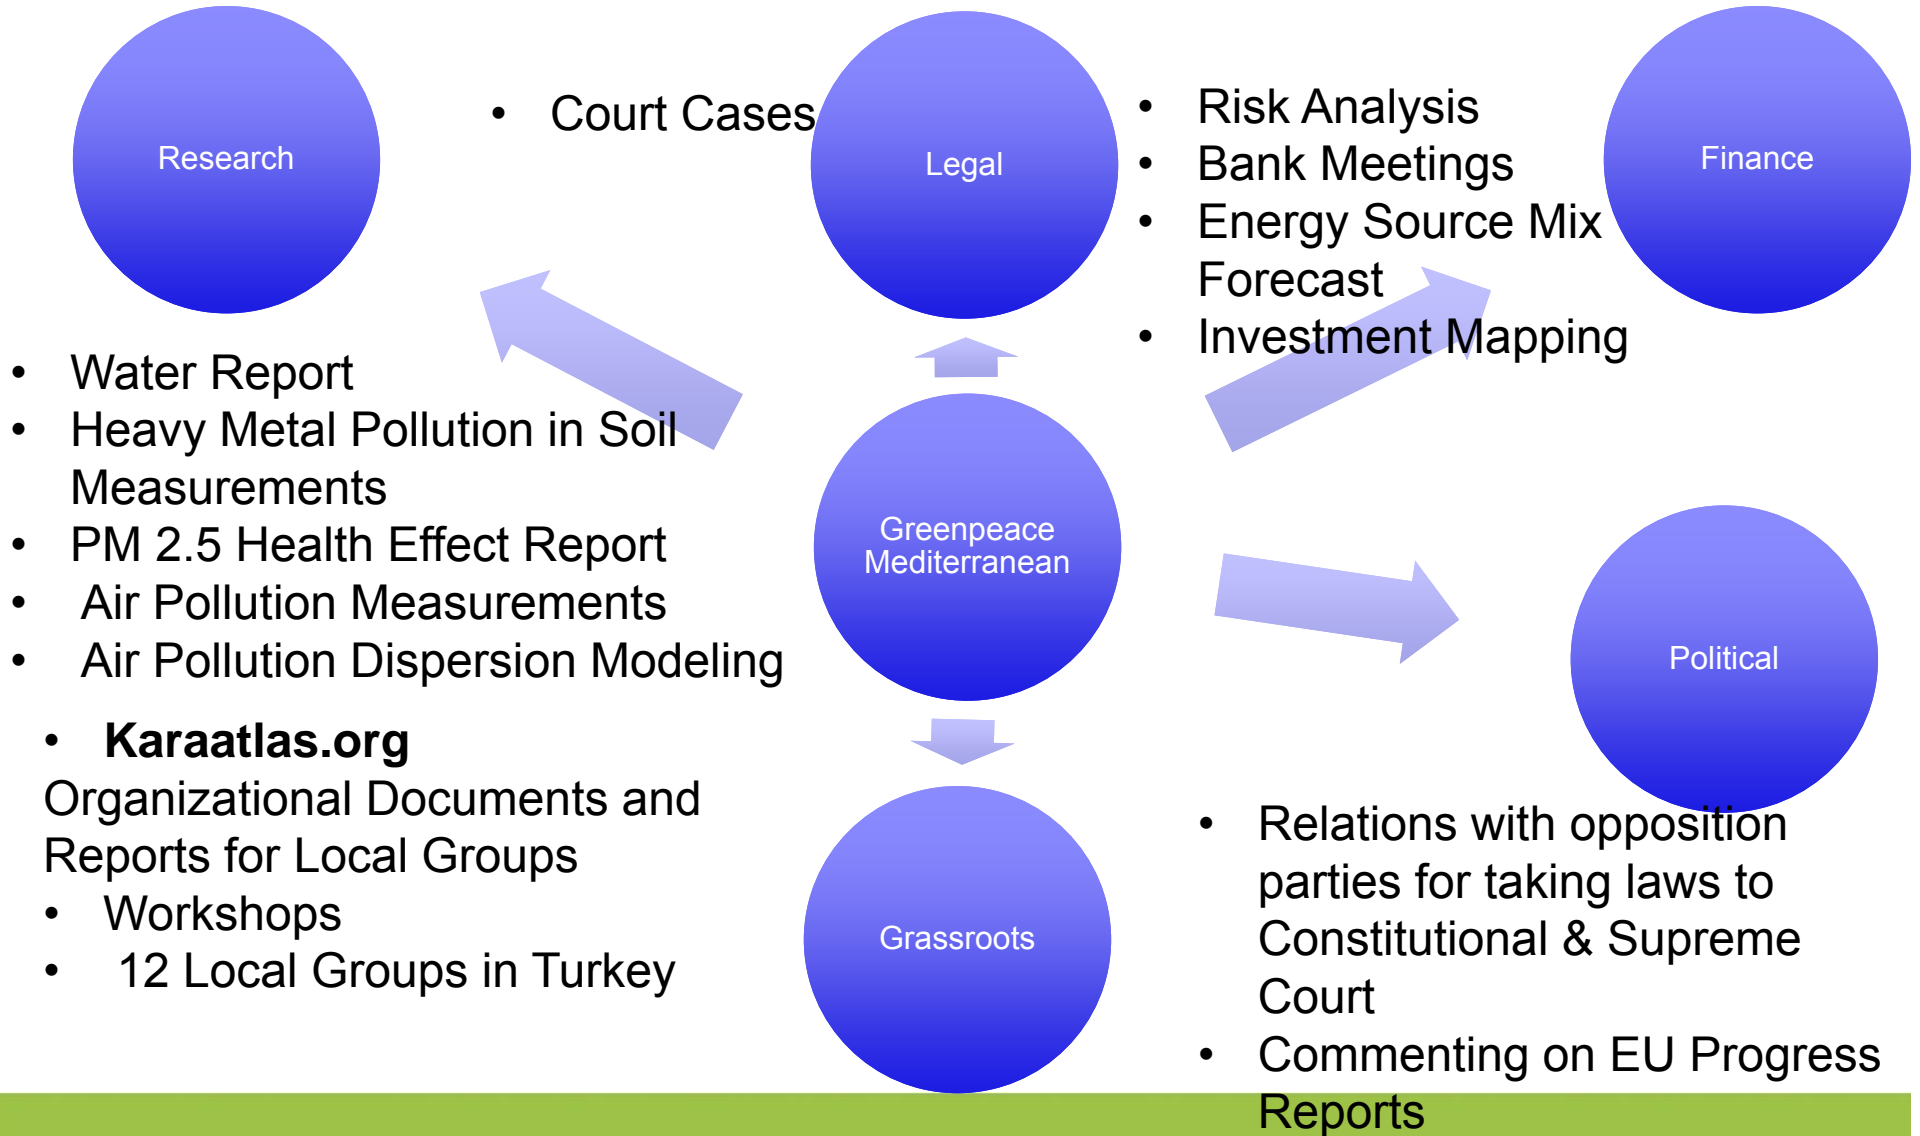 Research
• Court Cases
Legal
• Risk Analysis
• Bank Meetings
• Energy Source Mix
Forecast
• Investment Mapping
Finance
• Water Report
• Heavy Metal Pollution in Soil
Measurements
• PM 2.5 Health Effect Report
• Air Pollution Measurements
• Air Pollution Dispersion Modeling
Greenpeace
Mediterranean
Political
• Karaatlas.org
Organizational Documents and
Reports for Local Groups
• Workshops
• 12 Local Groups in Turkey
Grassroots
• Relations with opposition
parties for taking laws to
Constitutional & Supreme
Court
• Commenting on EU Progress
Reports